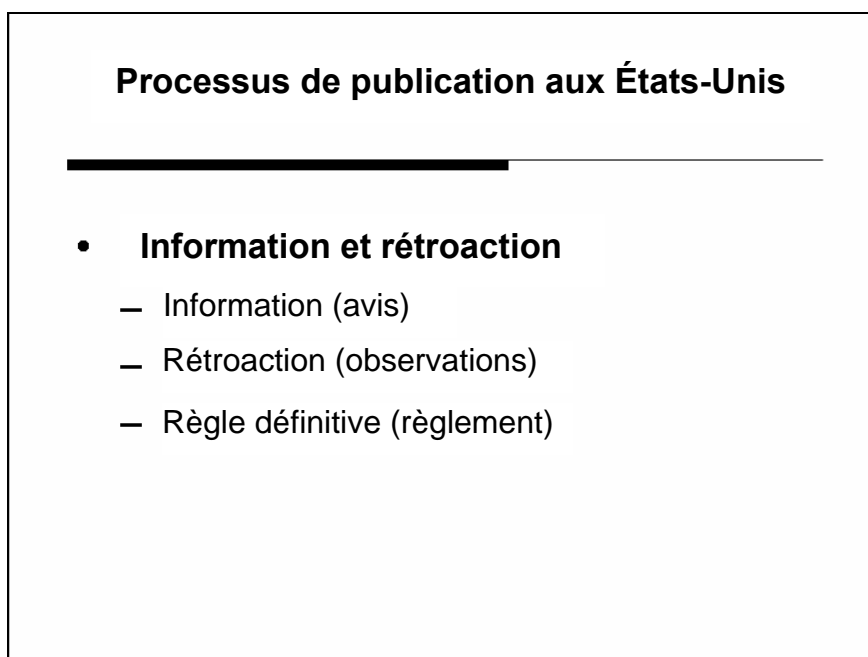 Processus de publication aux États-Unis
• Information et rétroaction
– Information (avis)
– Rétroaction (observations)
– Règle définitive (règlement)